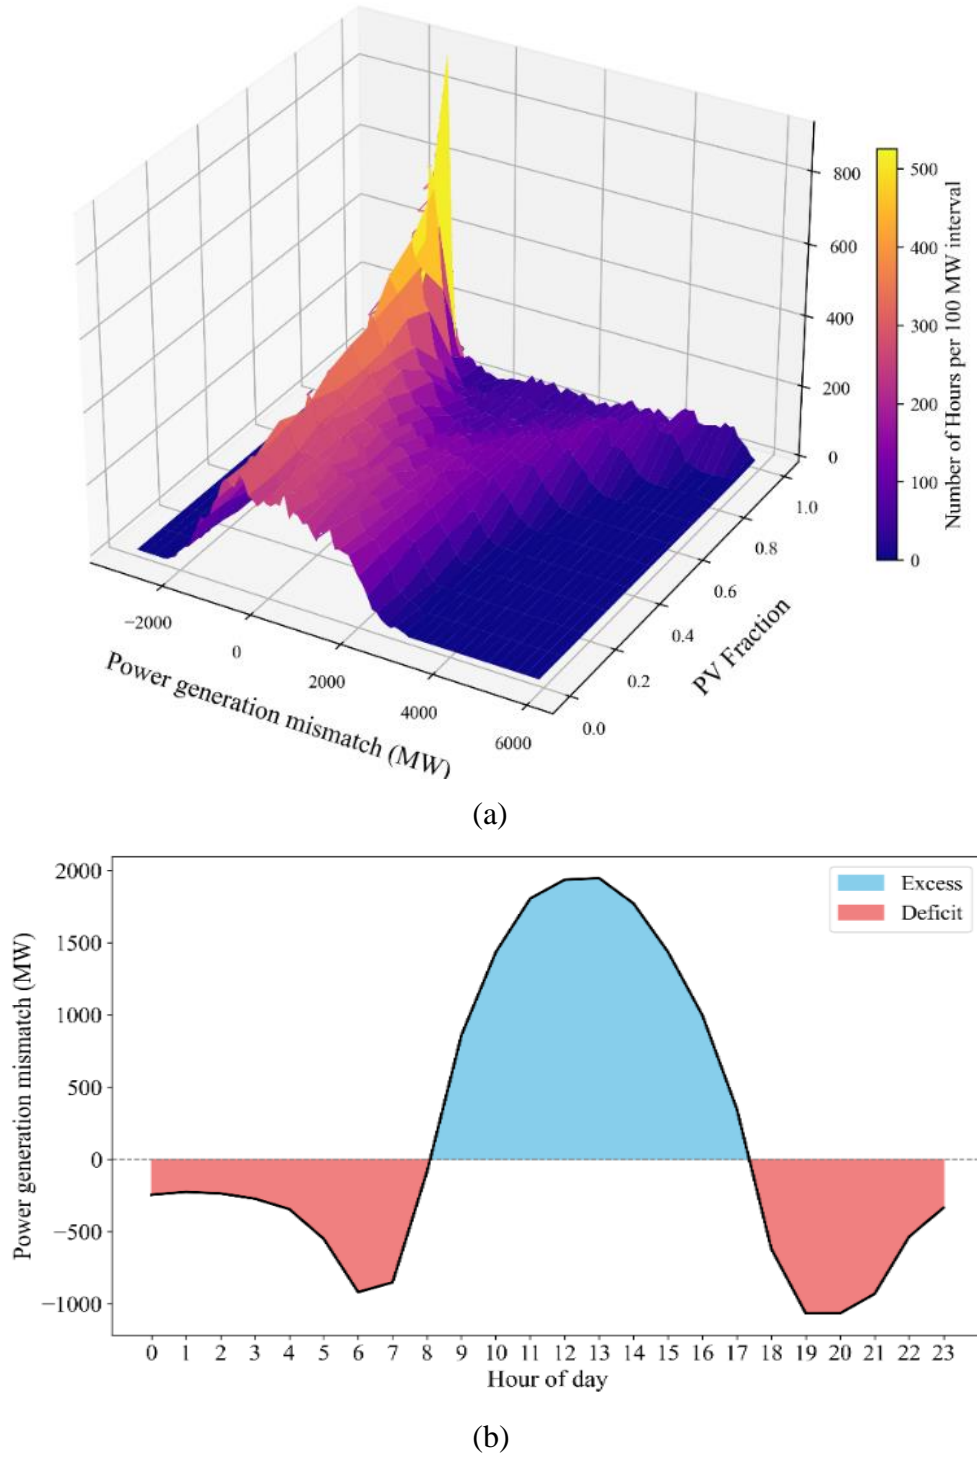 800
600
400
200
0
500
400
300
200
100
0
Number of Hours per 100 MW interval
−2000
0
2000
4000
6000
Power generation mismatch (MW)
0.0
0.2
0.4
0.6
0.8
1.0
PV Fraction
(a)
2000
1500
1000
500
0
−500
−1000
Power generation mismatch (MW)
Excess
Deficit
0 1 2 3 4 5 6 7 8 9 10 11 12 13 14 15 16 17 18 19 20 21 22 23
Hour of day
(b)